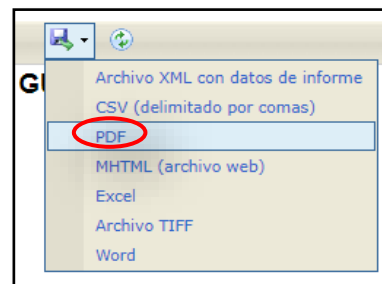 GU
Archivo XML con datos de informe
CSV (delimitado por comas)
PDF
MHTML (archivo web)
Excel
Archivo TIFF
Word